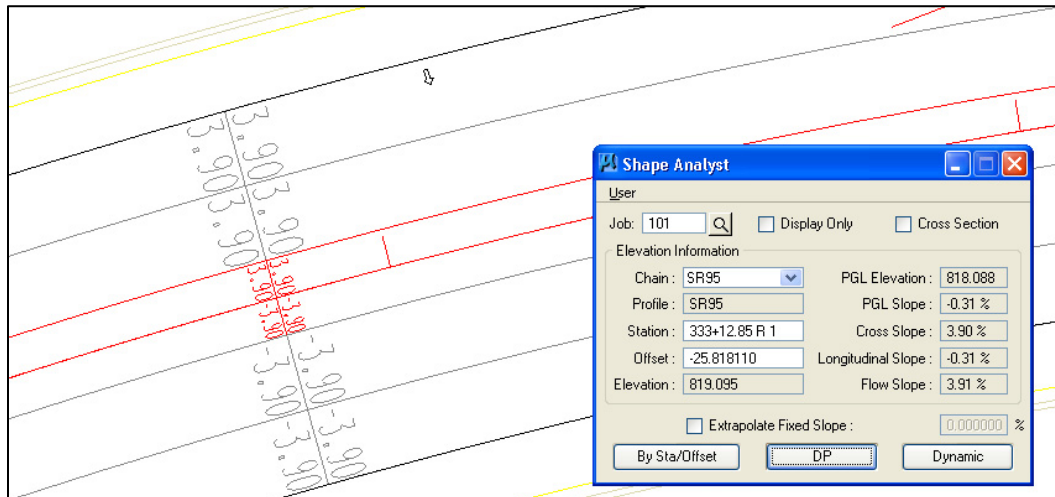 3.90 3.90
3.90 3.90
3.90 -3.90
3.90 -3.90
-3.90 -3.90
-3.90 -3.90
Shape Analyst
User
Job: 101 Display Only Cross Section
Elevation Information
Chain : SR95 PGL Elevation : 818.088
Profile : SR95 PGL Slope : -0.31 %
Station : 333+12.85 R 1 Cross Slope : 3.90 %
Offset : -25.818110 Longitudinal Slope : -0.31 %
Elevation : 819.095 Flow Slope : 3.91 %
Extrapolate Fixed Slope : 0.000000 %
By Sta/Offset DP Dynamic